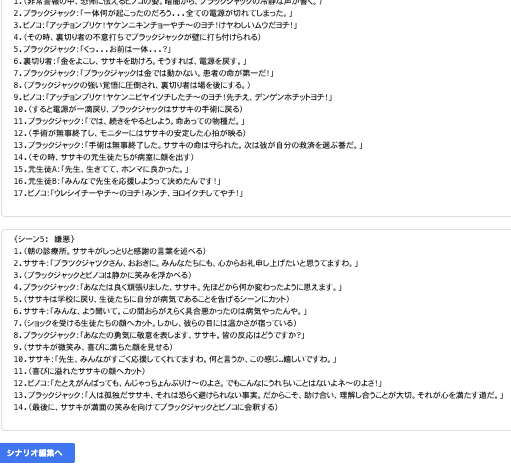 1.(非常警報の中、恐怖に怯えるピノコの姿。暗闇から、ブラックジャックの冷静な声が響く。)
2.ブラックジャック:「一体何が起こったのだろう...全ての電源が切れてしまった。」
3.ピノコ:「アッチョンブリケ!ヤケンニキンチョーやチ〜のヨチ!けやわしいムウだヨチ!」
4.(その時、裏切り者の不意打ちでブラックジャックが壁に打ち付けられる)
5.ブラックジャック:「くっ...お前は一体...?」
6.裏切り者:「金をよこし、ササキを助けろ。そうすれば、電源を戻す。」
7.ブラックジャック:「ブラックジャックは金では動かない。患者の命が第一だ!」
8.(ブラックジャックの強い覚悟に圧倒され、裏切り者は場を後にする。)
9.ピノコ:「アッチョンブリケ!ヤケンニビヤイツチしたチ〜のヨチ!先チえ、デンゲンホチットヨチ!」
10.(すると電源が一滴戻り、ブラックジャックはササキの手術に戻る)
11.ブラックジャック:「では、続きをやるとしよう。命あっての物種だ。」
12.(手術が無事終了し、モニターにはササキの安定した心拍が映る)
13.ブラックジャック:「手術は無事終了した。ササキの命は守られた。次は彼が自分の救済を選ぶ番だ。」
14.(その時、ササキの元生徒たちが病室に顔を出す)
15.元生徒A:「先生、生きてて、ホンマに良かった。」
16.元生徒B:「みんなで先生を応援しようって決めたんです!」
17.ピノコ:「ウレシイチーやチ〜のヨチ!みンチ、ヨロイクチしてやチ!」
{シーン5: 嫌悪}
1.(朝の診療所。ササキがしっとりと感謝の言葉を述べる)
2.ササキ:「ブラックジャックさん、おおきに。みんなたちにも、心からお礼申し上げたいと思うてますわ。」
3.(ブラックジャックとピノコは静かに笑みを浮かべる)
4.ブラックジャック:「あなたは良く頑張りました、ササキ。先ほどから何か変わったように思えます。」
5.(ササキは学校に戻り、生徒たちに自分が病気であることを告げるシーンにカット)
6.ササキ:「みんな、よう聞いて。この間おらがえらく具合悪かったのは病気やったんや。」
7.(ショックを受ける生徒たちの顔へカット。しかし、彼らの目には温かさが宿っている)
8.ブラックジャック:「あなたの勇気に敬意を表します、ササキ。皆の反応はどうですか?」
9.(ササキが微笑み、喜びに満ちた顔を見せる)
10.ササキ:「先生、みんながすごく応援してくれてますわ。何と言うか、この感じ...嬉しいですわ。」
11.(喜びに溢れたササキの顔へカット)
12.ピノコ:「たとえがんばっても、んじゃっちょんぶりけ〜のよさ。でもこんなにうれちいことはないよネ〜のよさ!」
13.ブラックジャック:「人は孤独だササキ、それは恐らく避けられない事実。だからこそ、助け合い、理解し合うことが大切。それが心を満たす道だ。」
14.(最後に、ササキが満面の笑みを向けてブラックジャックとピノコに会釈する)
シナリオ編集へ